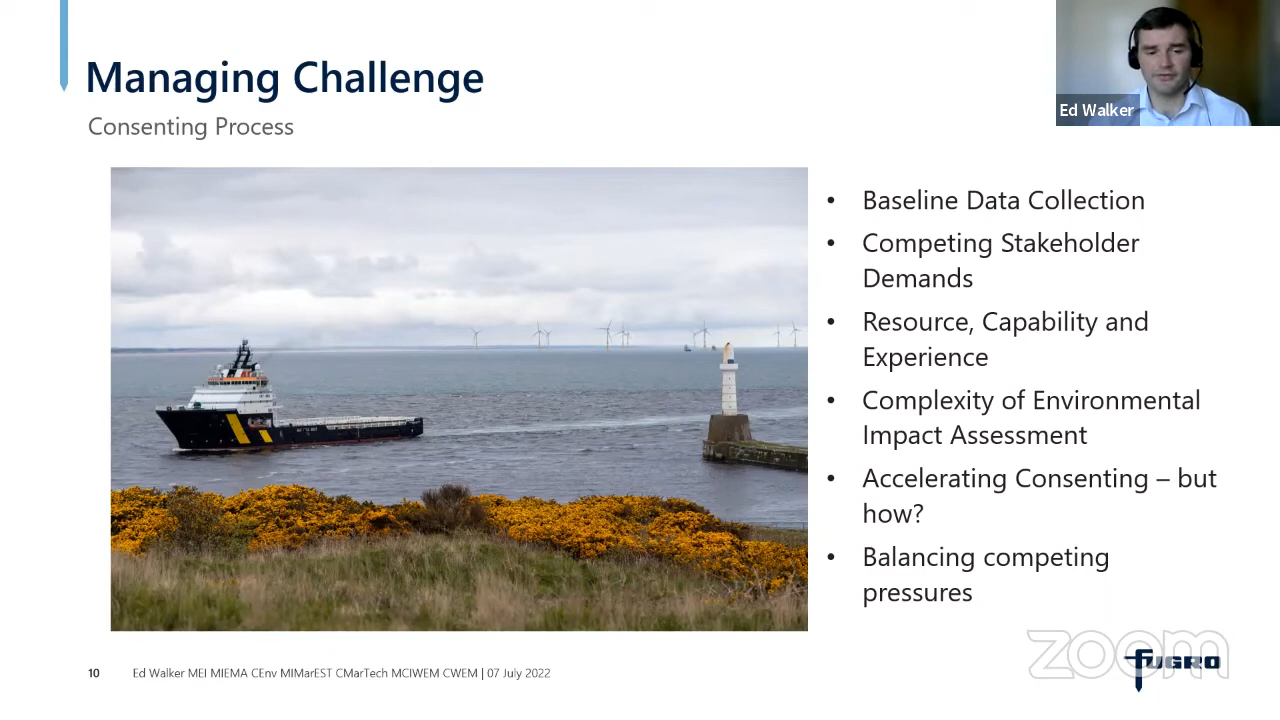 Managing Challenge
Consenting Process
Ed Walker
• Baseline Data Collection
• Competing Stakeholder
Demands
• Resource, Capability and
Experience
• Complexity of Environmental
Impact Assessment
• Accelerating Consenting – but
how?
• Balancing competing
pressures
zoom
fugro
10 Ed Walker MEI MIEMA CEnv MIMarEST CMarTech MCIWEM CWEM | 07 July 2022